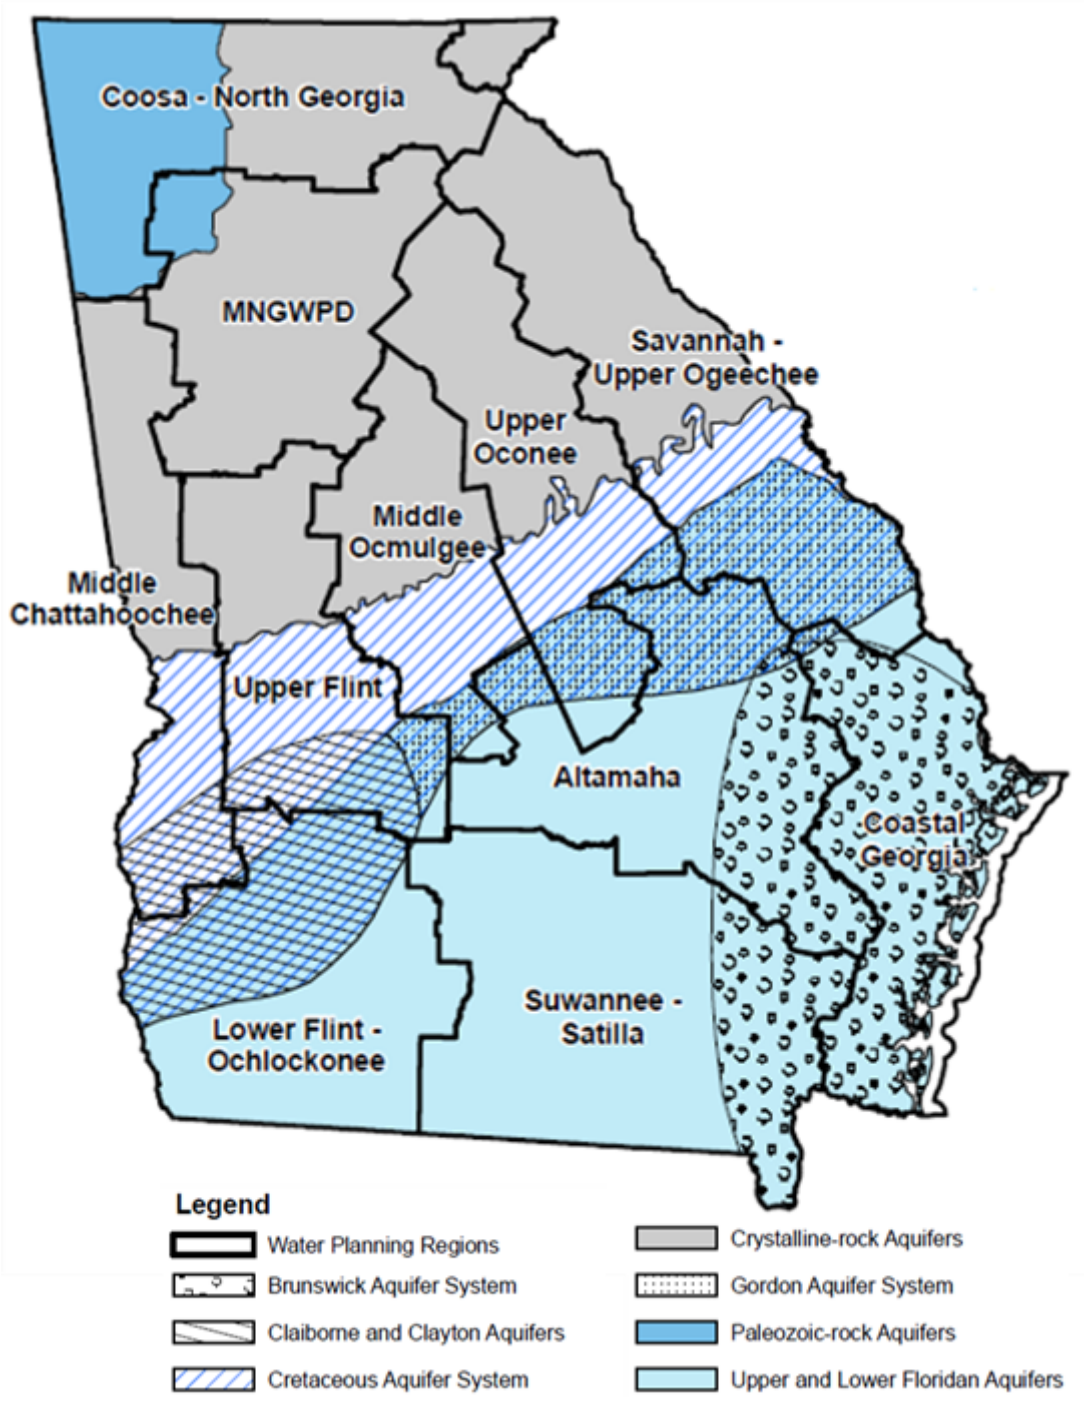 Coosa - North Georgia
MNGWPD
Savannah -
Upper Ogeechee
Upper
Oconee
Middle
Ocmulgee
Middle
Chattahoochee
Upper Flint
Altamaha
Coastal
Georgia
Suwannee -
Satilla
Lower Flint -
Ochlockonee
Legend
Water Planning Regions
Brunswick Aquifer System
Claiborne and Clayton Aquifers
Cretaceous Aquifer System
Crystalline-rock Aquifers
Gordon Aquifer System
Paleozoic-rock Aquifers
Upper and Lower Floridan Aquifers